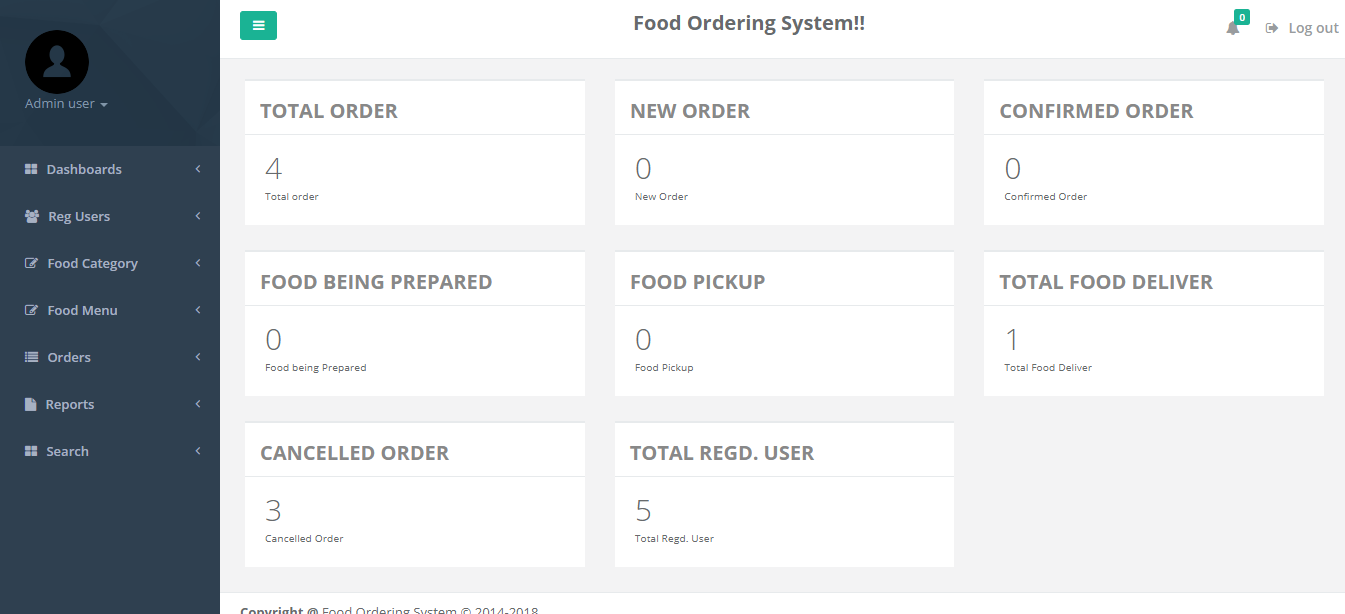 Food Ordering System!!
0
Log out
Admin user
Dashboards
Reg Users
Food Category
Food Menu
Orders
Reports
Search
TOTAL ORDER
4
Total order
NEW ORDER
0
New Order
CONFIRMED ORDER
0
Confirmed Order
FOOD BEING PREPARED
0
Food being Prepared
FOOD PICKUP
0
Food Pickup
TOTAL FOOD DELIVER
1
Total Food Deliver
CANCELLED ORDER
3
Cancelled Order
TOTAL REGD. USER
5
Total Regd. User
Copyright @ Food Ordering System © 2014-2018